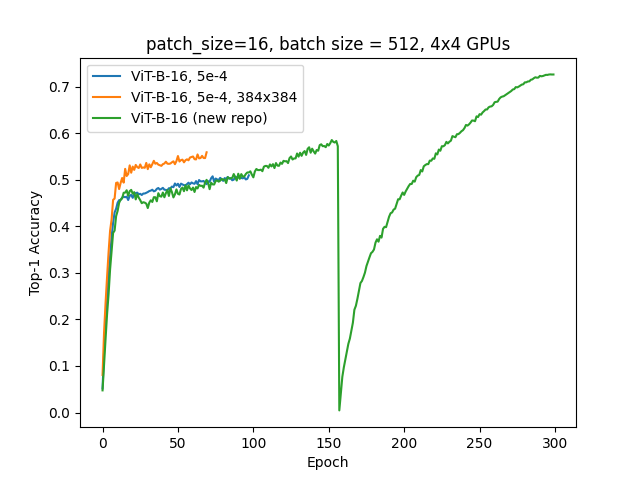 patch_size=16, batch size = 512, 4x4 GPUs
ViT-B-16, 5e-4
ViT-B-16, 5e-4, 384x384
ViT-B-16 (new repo)
Top-1 Accuracy
0.7
0.6
0.5
0.4
0.3
0.2
0.1
0.0
0 50 100 150 200 250 300
Epoch